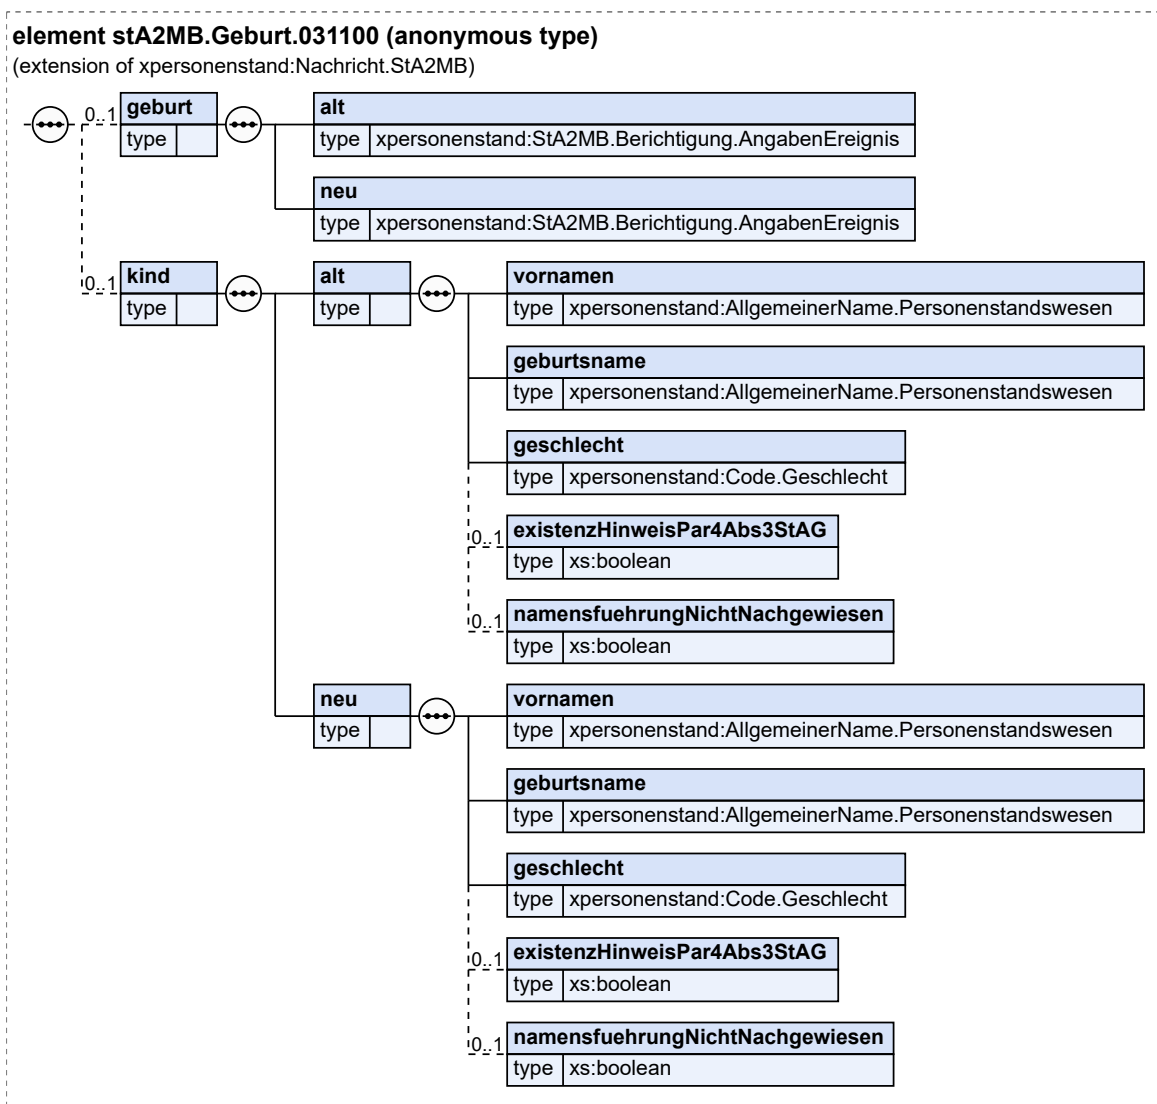 element stA2MB.Geburt.031100 (anonymous type)
(extension of xpersonenstand:Nachricht.StA2MB)
0..1
geburt
type
alt
type xpersonenstand:StA2MB.Berichtigung.AngabenEreignis
neu
type xpersonenstand:StA2MB.Berichtigung.AngabenEreignis
0..1
kind
type
alt
type
vornamen
type xpersonenstand:AllgemeinerName.Personenstandswesen
geburtsname
type xpersonenstand:AllgemeinerName.Personenstandswesen
geschlecht
type xpersonenstand:Code.Geschlecht
0..1
existenzHinweisPar4Abs3StAG
type xs:boolean
0..1
namensfuehrungNichtNachgewiesen
type xs:boolean
neu
type
vornamen
type xpersonenstand:AllgemeinerName.Personenstandswesen
geburtsname
type xpersonenstand:AllgemeinerName.Personenstandswesen
geschlecht
type xpersonenstand:Code.Geschlecht
0..1
existenzHinweisPar4Abs3StAG
type xs:boolean
0..1
namensfuehrungNichtNachgewiesen
type xs:boolean